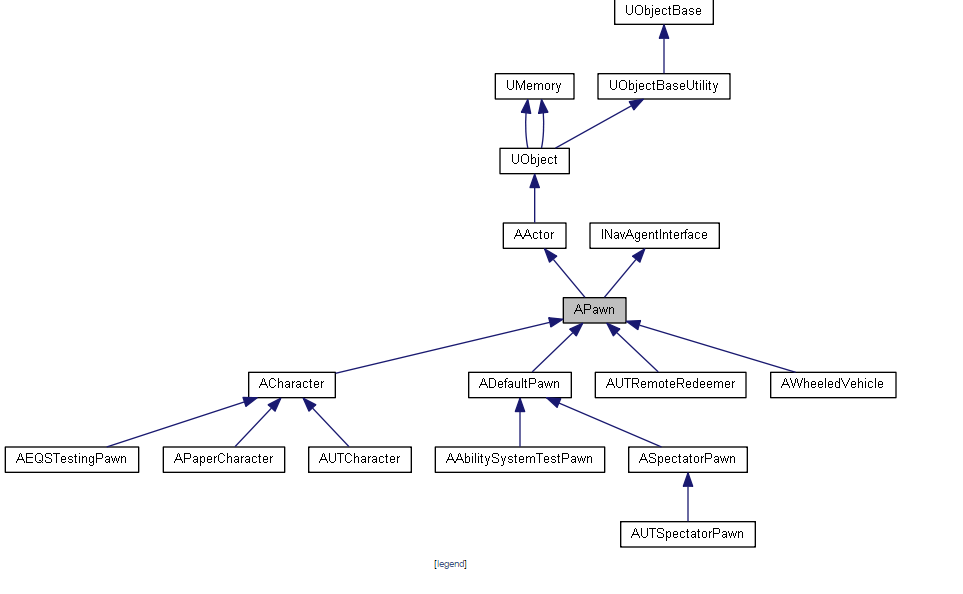 UObjectBase
UMemory
UObjectBaseUtility
UObject
AActor
INavAgentInterface
APawn
ACharacter
ADefaultPawn
AUTRemoteRedeemer
AWheeledVehicle
AEQSTestingPawn
APaperCharacter
AUTCharacter
AAbilitySystemTestPawn
ASpectatorPawn
AUTSpectatorPawn
[legend]